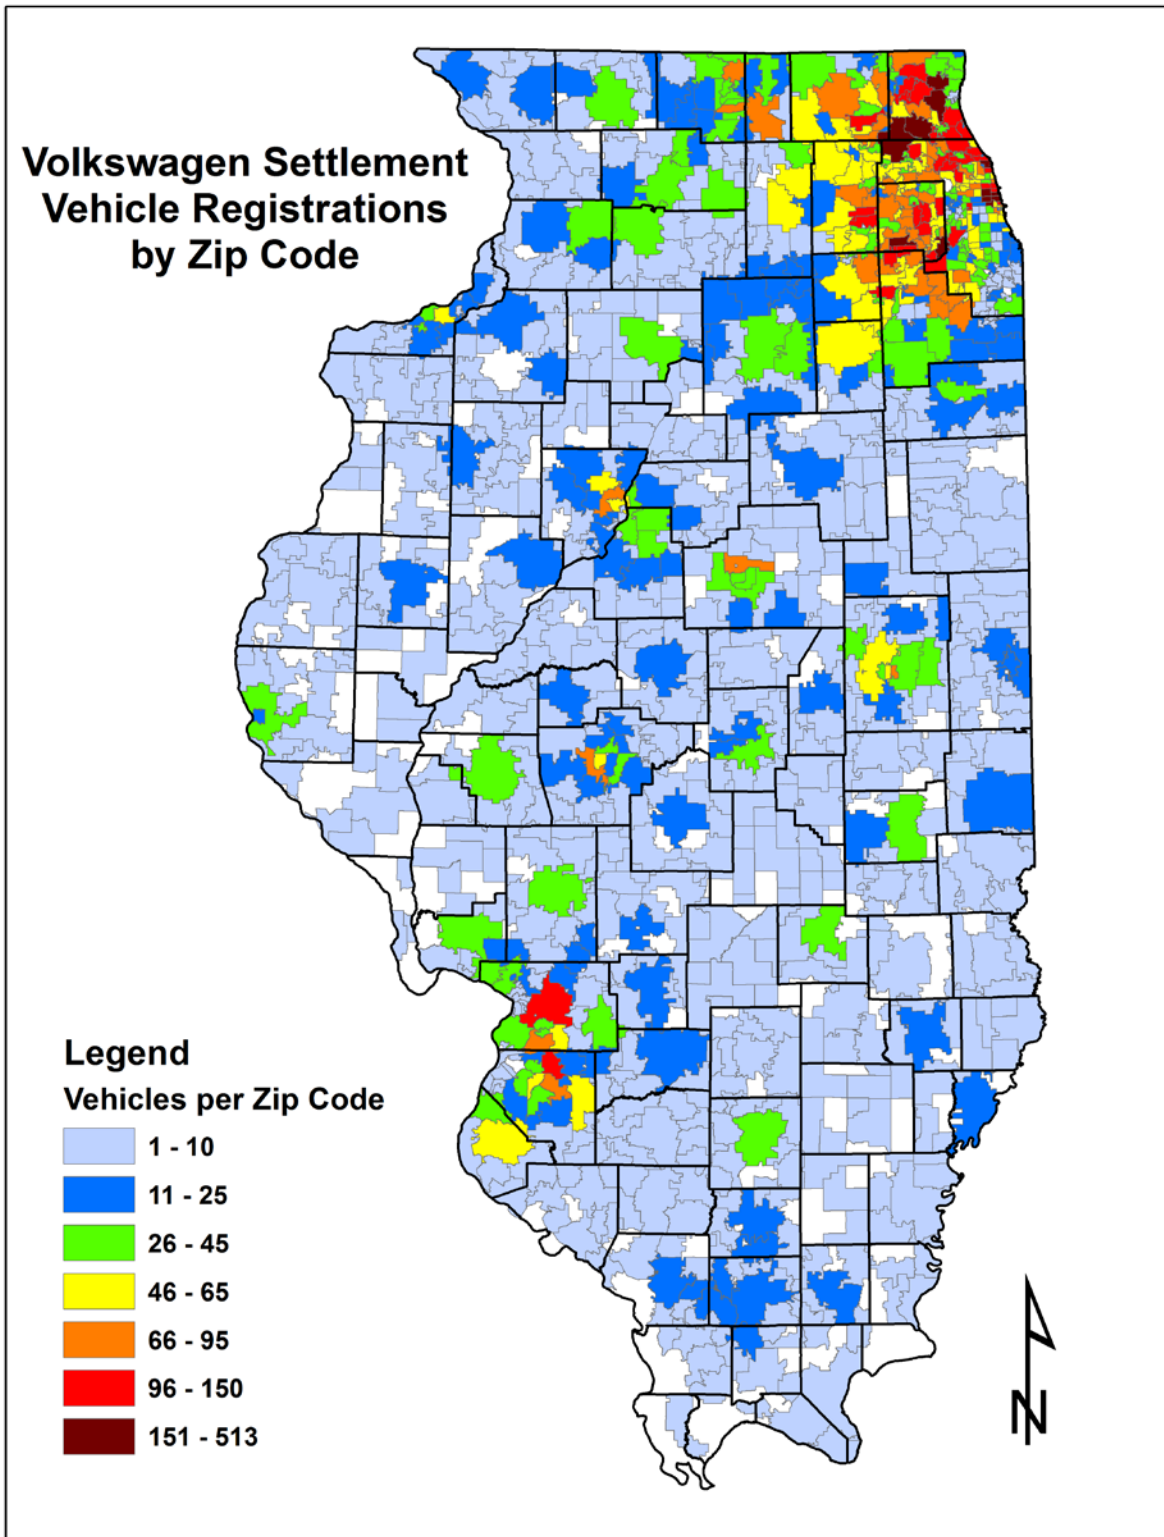 Volkswagen Settlement
Vehicle Registrations
by Zip Code
Legend
Vehicles per Zip Code
1 - 10
11 - 25
26 - 45
46 - 65
66 - 95
96 - 150
151 - 513
N